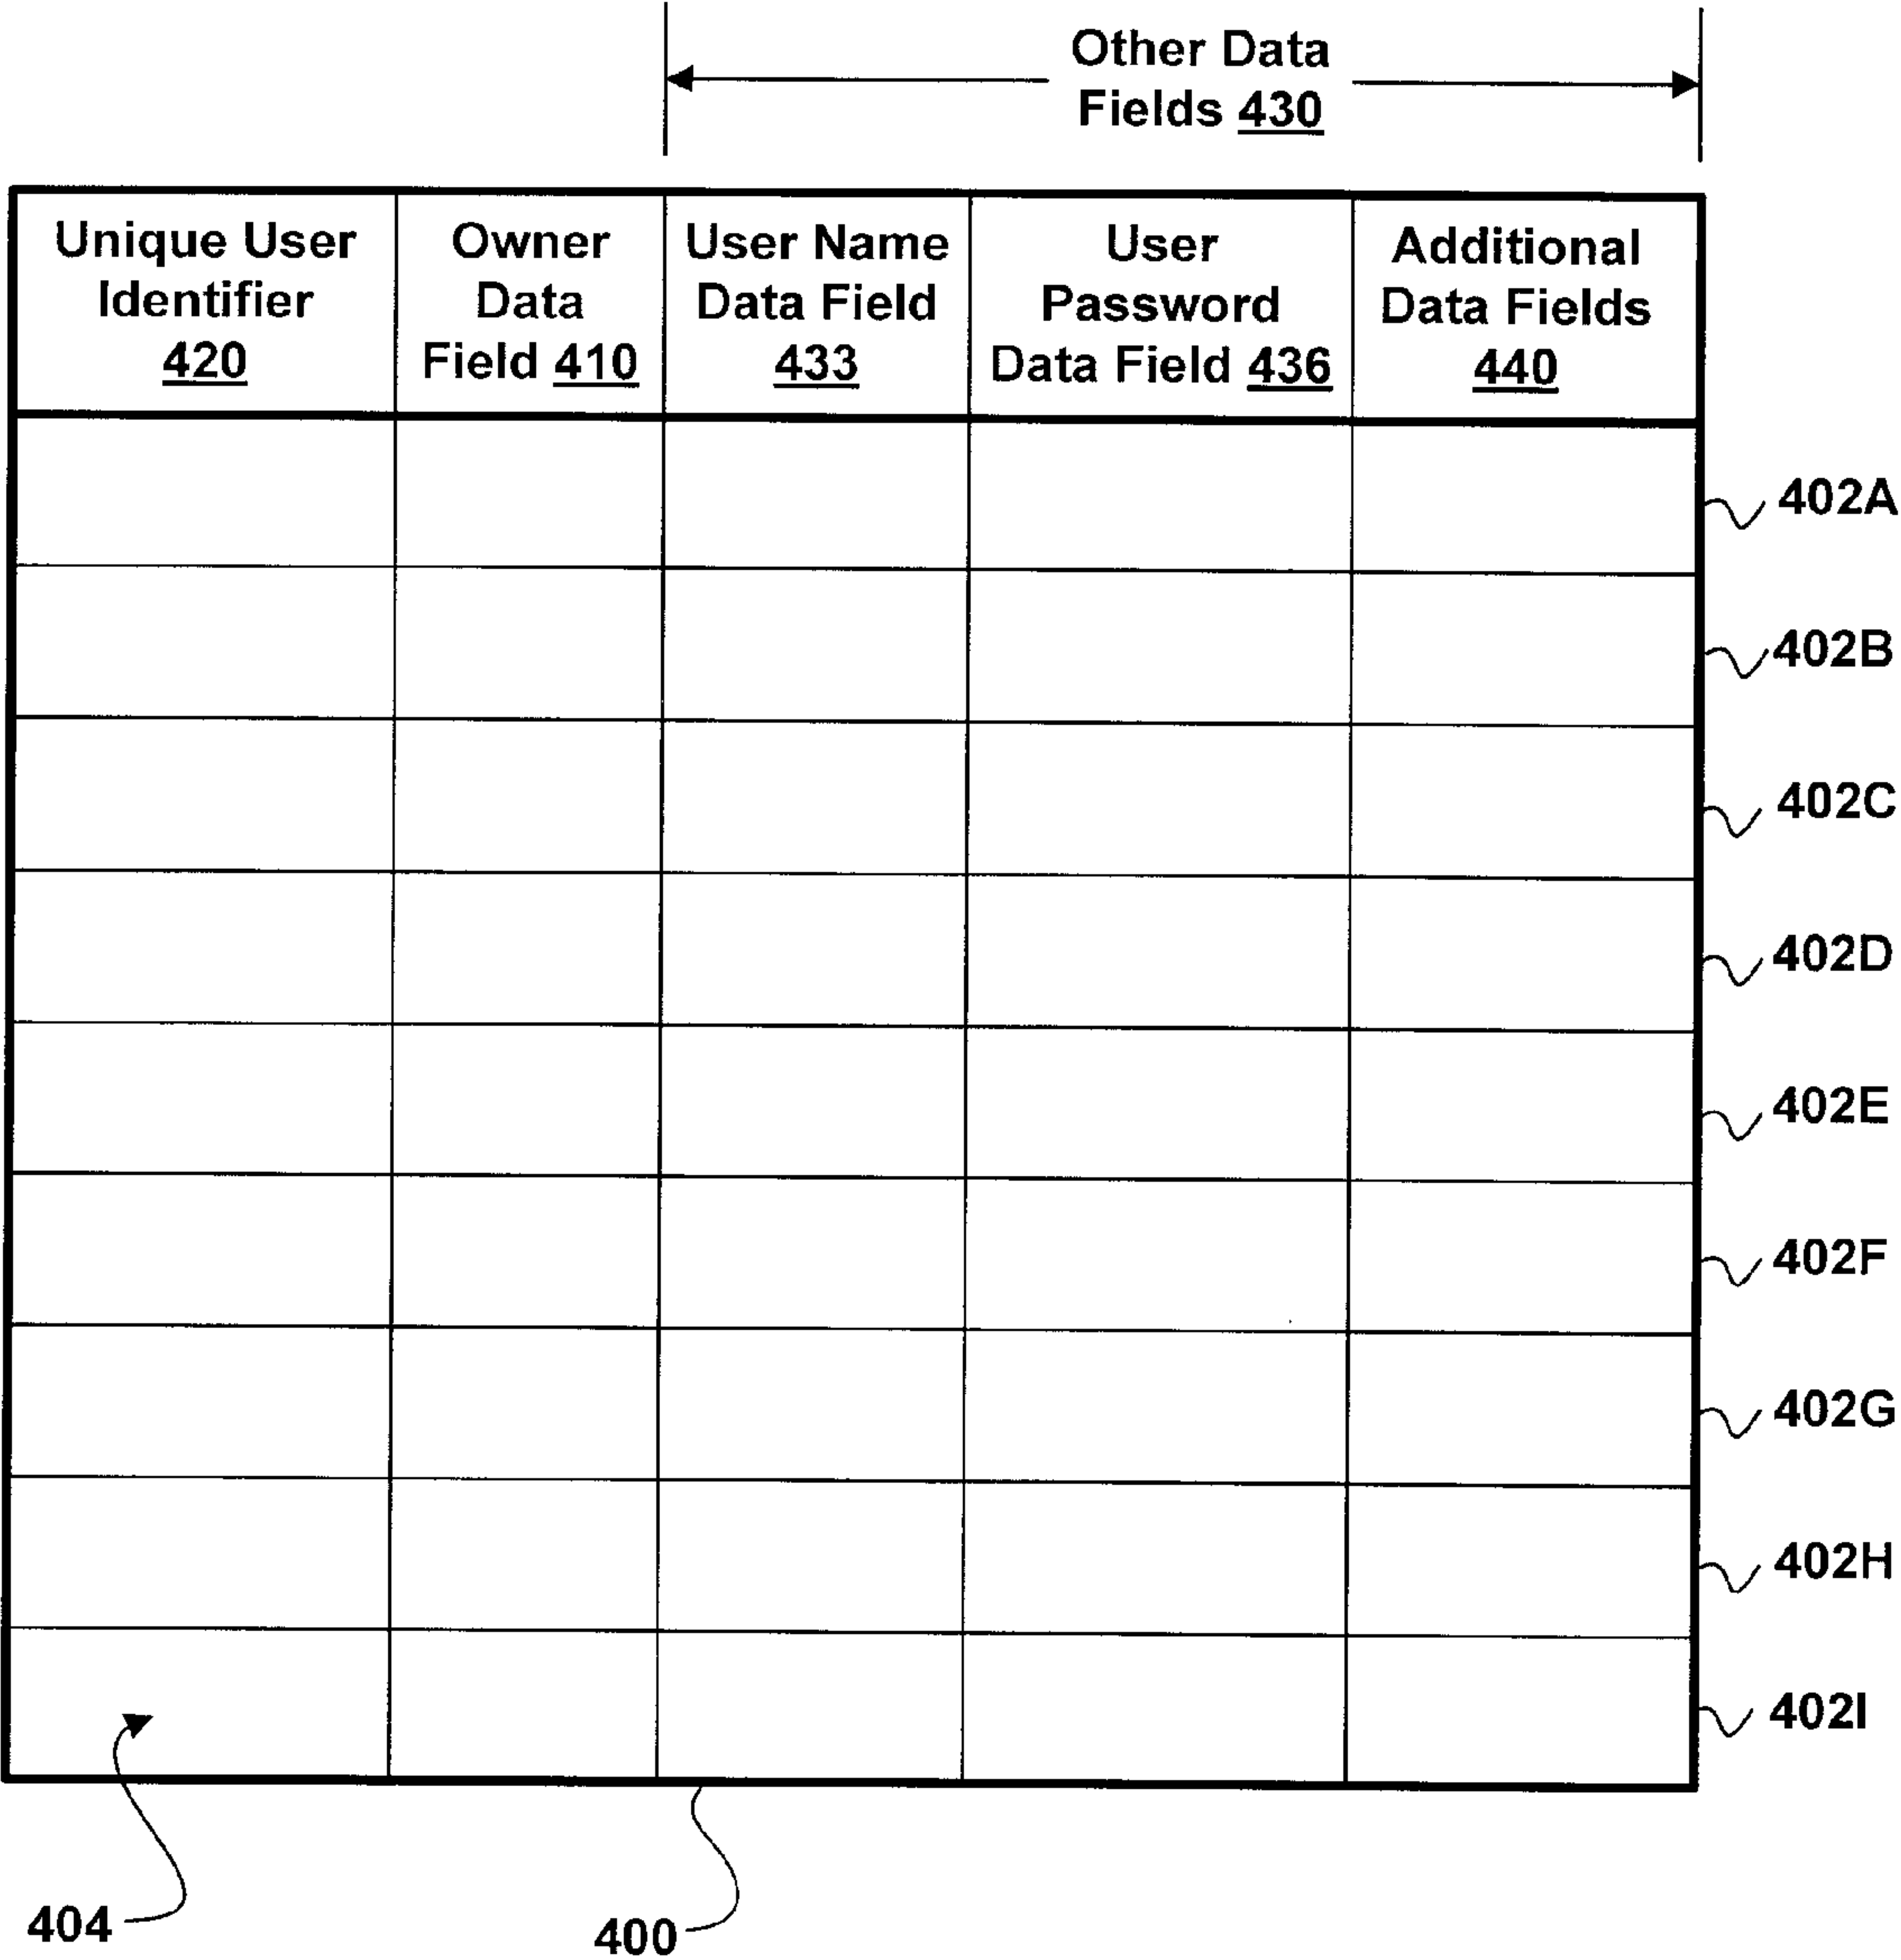 Other Data
Fields 430
Unique User
Identifier
420
Owner
Data
Field 410
User Name
Data Field
433
User
Password
Data Field 436
Additional
Data Fields
440
402A
402B
402C
402D
402E
402F
402G
402H
402I
404
400